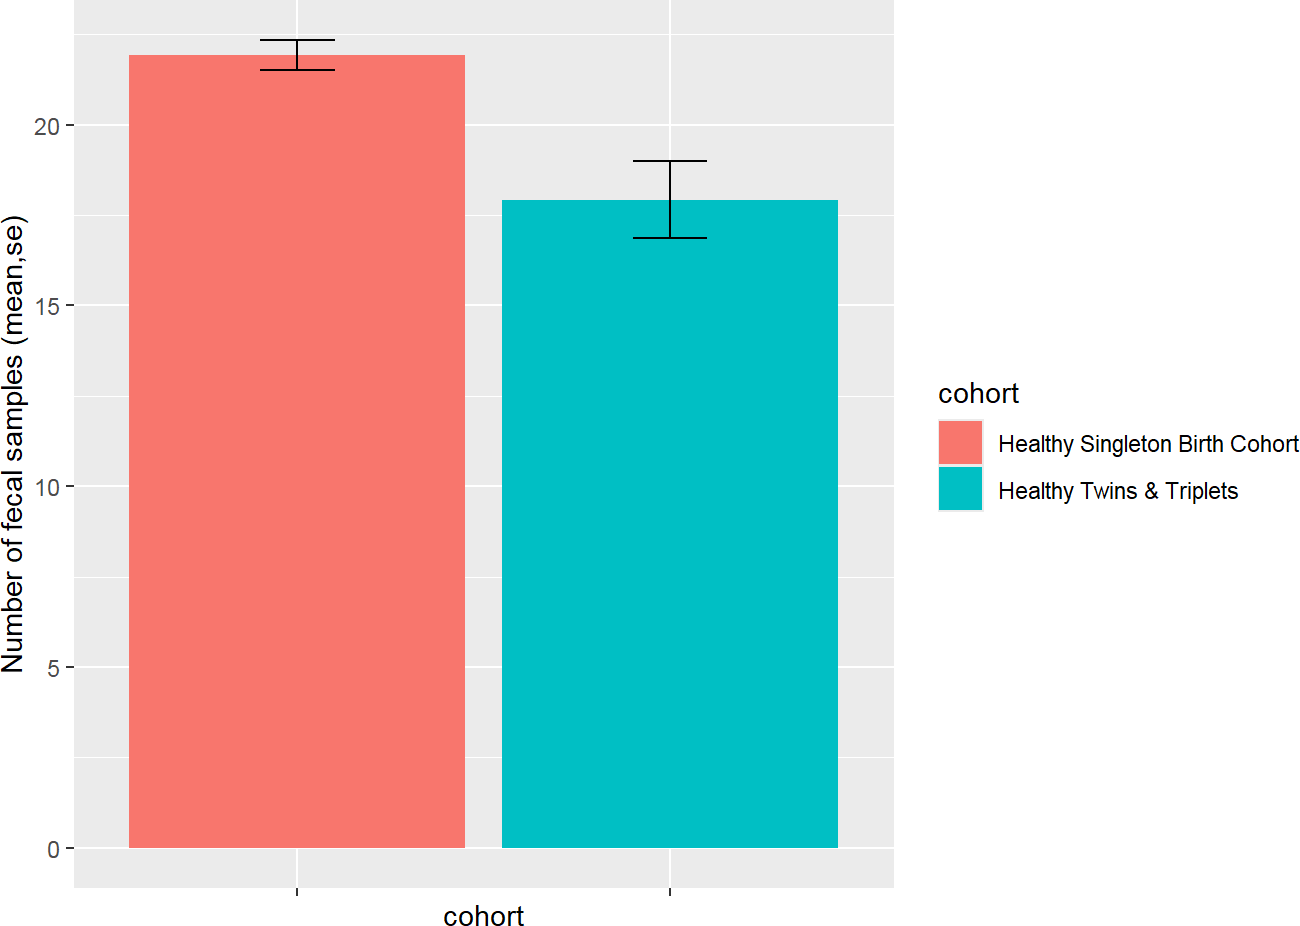 Number of fecal samples (mean,se)
20
15
10
5
0
cohort
cohort
Healthy Singleton Birth Cohort
Healthy Twins & Triplets